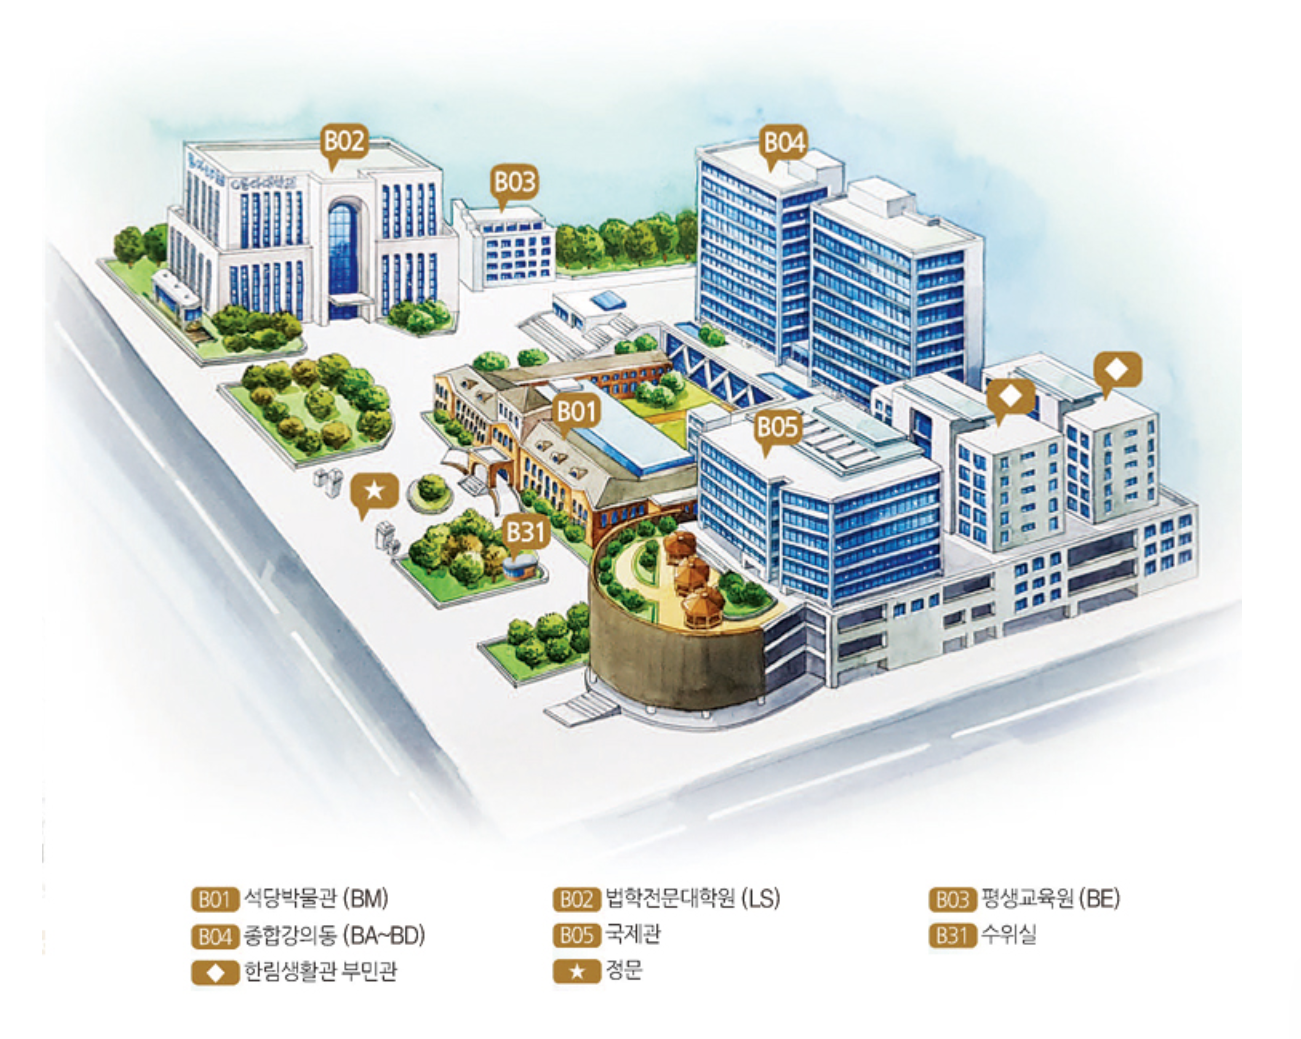 B02
B04
B03
B01
B05
B31
B01 석당박물관 (BM)
B02 법학전문대학원 (LS)
B03 평생교육원 (BE)
B04 종합강의동 (BA~BD)
B05 국제관
B31 수위실
◆ 한림생활관 부민관
★ 정문